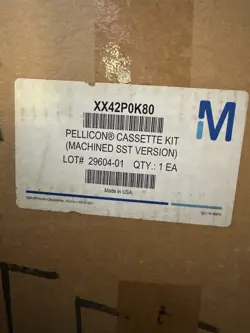 XX42P0K80
M
PELLICON® CASSETTE KIT
(MACHINED SST VERSION)
LOT# 29604-01 QTY.: 1 EA
Made in USA